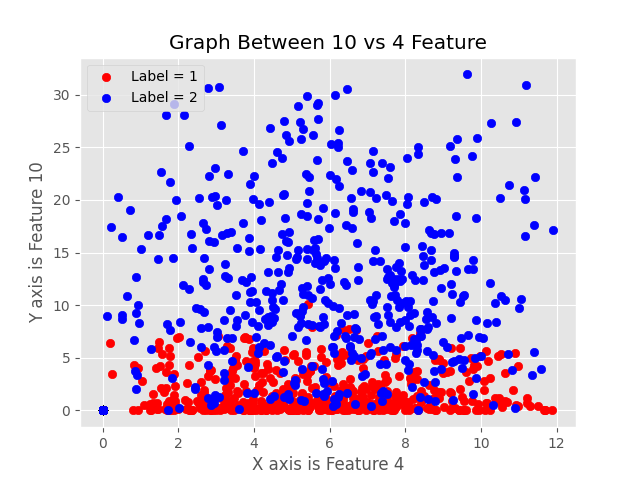 Graph Between 10 vs 4 Feature
Label = 1
Label = 2
Y axis is Feature 10
30
25
20
15
10
5
0
0 2 4 6 8 10 12
X axis is Feature 4